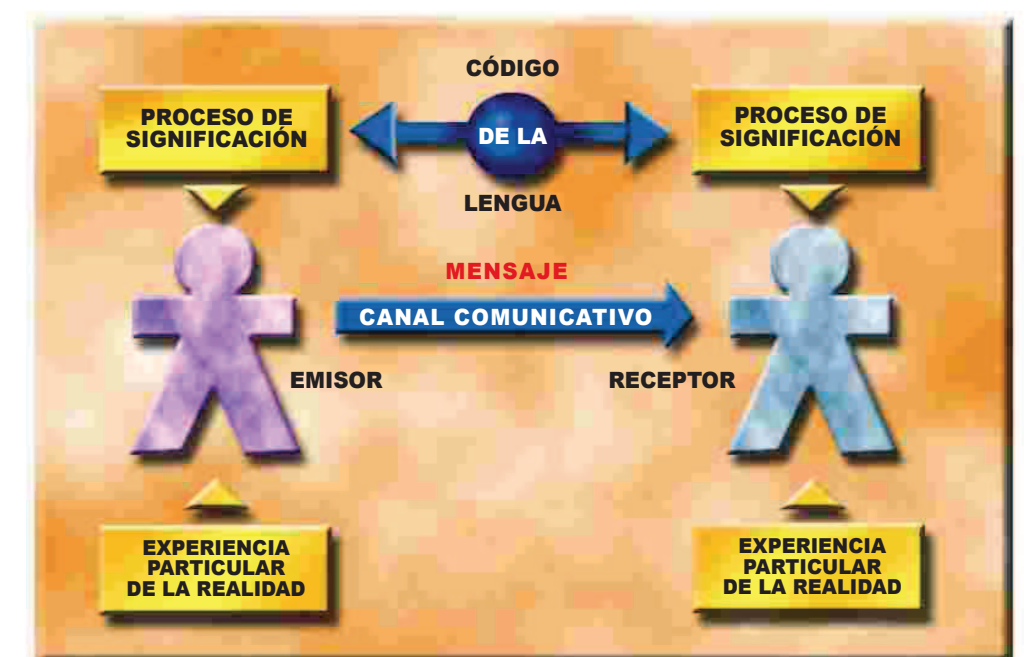 CÓDIGO
PROCESO DE
SIGNIFICACIÓN
DE LA
PROCESO DE
SIGNIFICACIÓN
LENGUA
MENSAJE
CANAL COMUNICATIVO
EMISOR
RECEPTOR
EXPERIENCIA
PARTICULAR
DE LA REALIDAD
EXPERIENCIA
PARTICULAR
DE LA REALIDAD